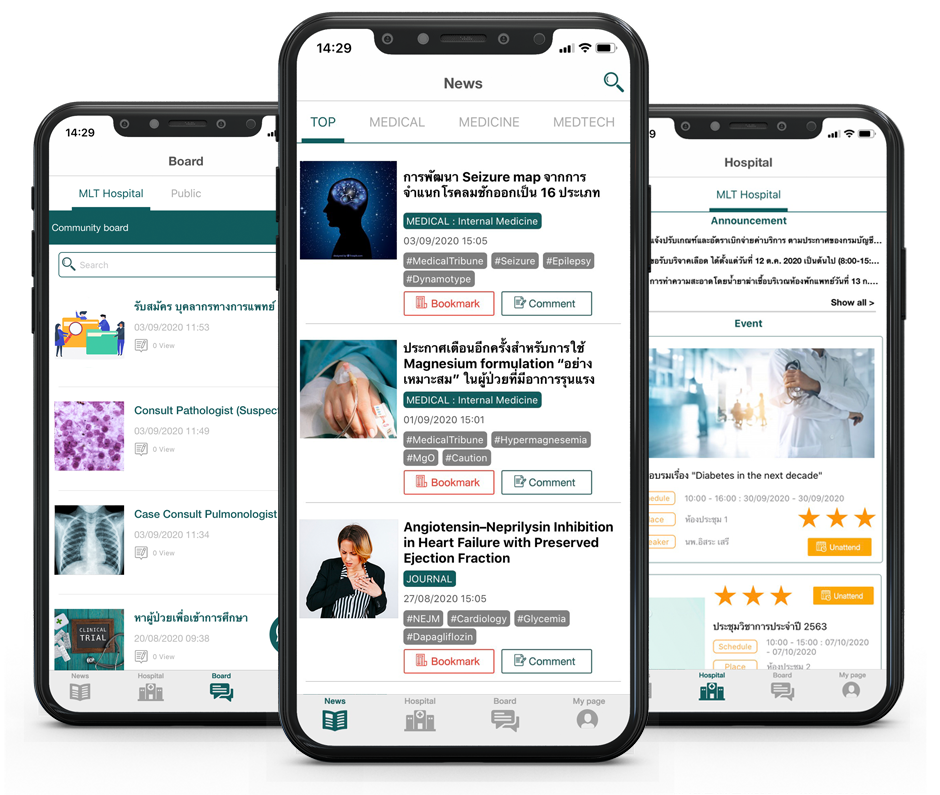 14:29
Board
MLT Hospital
Public
Community board
Search
รับสมัคร บุคลากรทางการแพทย์
03/09/2020 11:53
0 View
Consult Pathologist (Suspect
03/09/2020 11:49
0 View
Case Consult Pulmonologist
03/09/2020 11:34
0 View
หาผู้ป่วยเพื่อเข้าการศึกษา
20/08/2020 09:38
0 View
CLINICAL
TRIAL
News
Hospital
Board
14:29
News
TOP
MEDICAL
MEDICINE
MEDTECH
การพัฒนา Seizure map จากการ
จำแนกโรคลมชักออกเป็น 16 ประเภท
MEDICAL : Internal Medicine
03/09/2020 15:05
#MedicalTribune #Seizure #Epilepsy
#Dynamotype
Bookmark
Comment
ประกาศเตือนอีกครั้งสำหรับการใช้
Magnesium formulation “อย่าง
เหมาะสม” ในผู้ป่วยที่มีอาการรุนแรง
MEDICAL : Internal Medicine
01/09/2020 15:01
#MedicalTribune #Hypermagnesemia
#MgO #Caution
Bookmark
Comment
Angiotensin–Neprilysin Inhibition
in Heart Failure with Preserved
Ejection Fraction
JOURNAL
27/08/2020 15:05
#NEJM #Cardiology #Glycemia
#Dapagliflozin
Bookmark
Comment
News
Hospital
Board
My page
9
Hospital
MLT Hospital
Announcement
แจ้งปรับเกณท์และอัตราเบิกจ่ายค่าบริการ ตามประกาศของกรมบัญชี...
ขอรับบริจาคเลือด ได้ตั้งแต่วันที่ 12 ต.ค. 2020 เป็นต้นไป (8:00-15:...
การทำความสะอาดโดยน้ำยาฆ่าเชื้อบริเวณห้องพักแพทย์วันที่ 13 ก....
Show all >
Event
อบรมเรื่อง "Diabetes in the next decade"
edule
10:00 - 16:00 : 30/09/2020 - 30/09/2020
lace
ห้องประชุม 1
eaker
นพ.อิสระ เสรี
Unattend
Unattend
ประชุมวิชาการประจำปี 2563
Schedule
10:00 - 15:00 : 07/10/2020
- 07/10/2020
Place
ห้องประชุม 2
Hospital
Board
My page